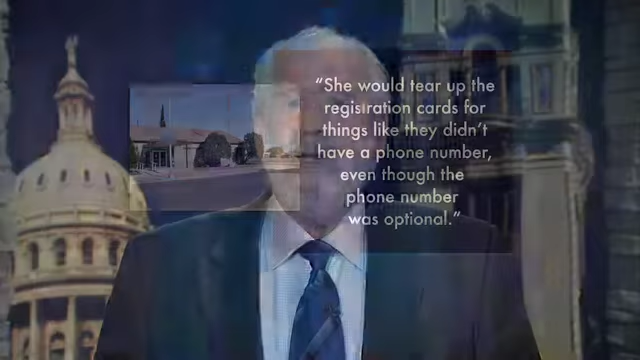 “She would tear up the
registration cards for
things like they didn’t
have a phone number,
even though the
phone number
was optional.”